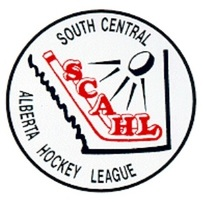 SOUTH CENTRAL
ALBERTA HOCKEY LEAGUE
SCAHL